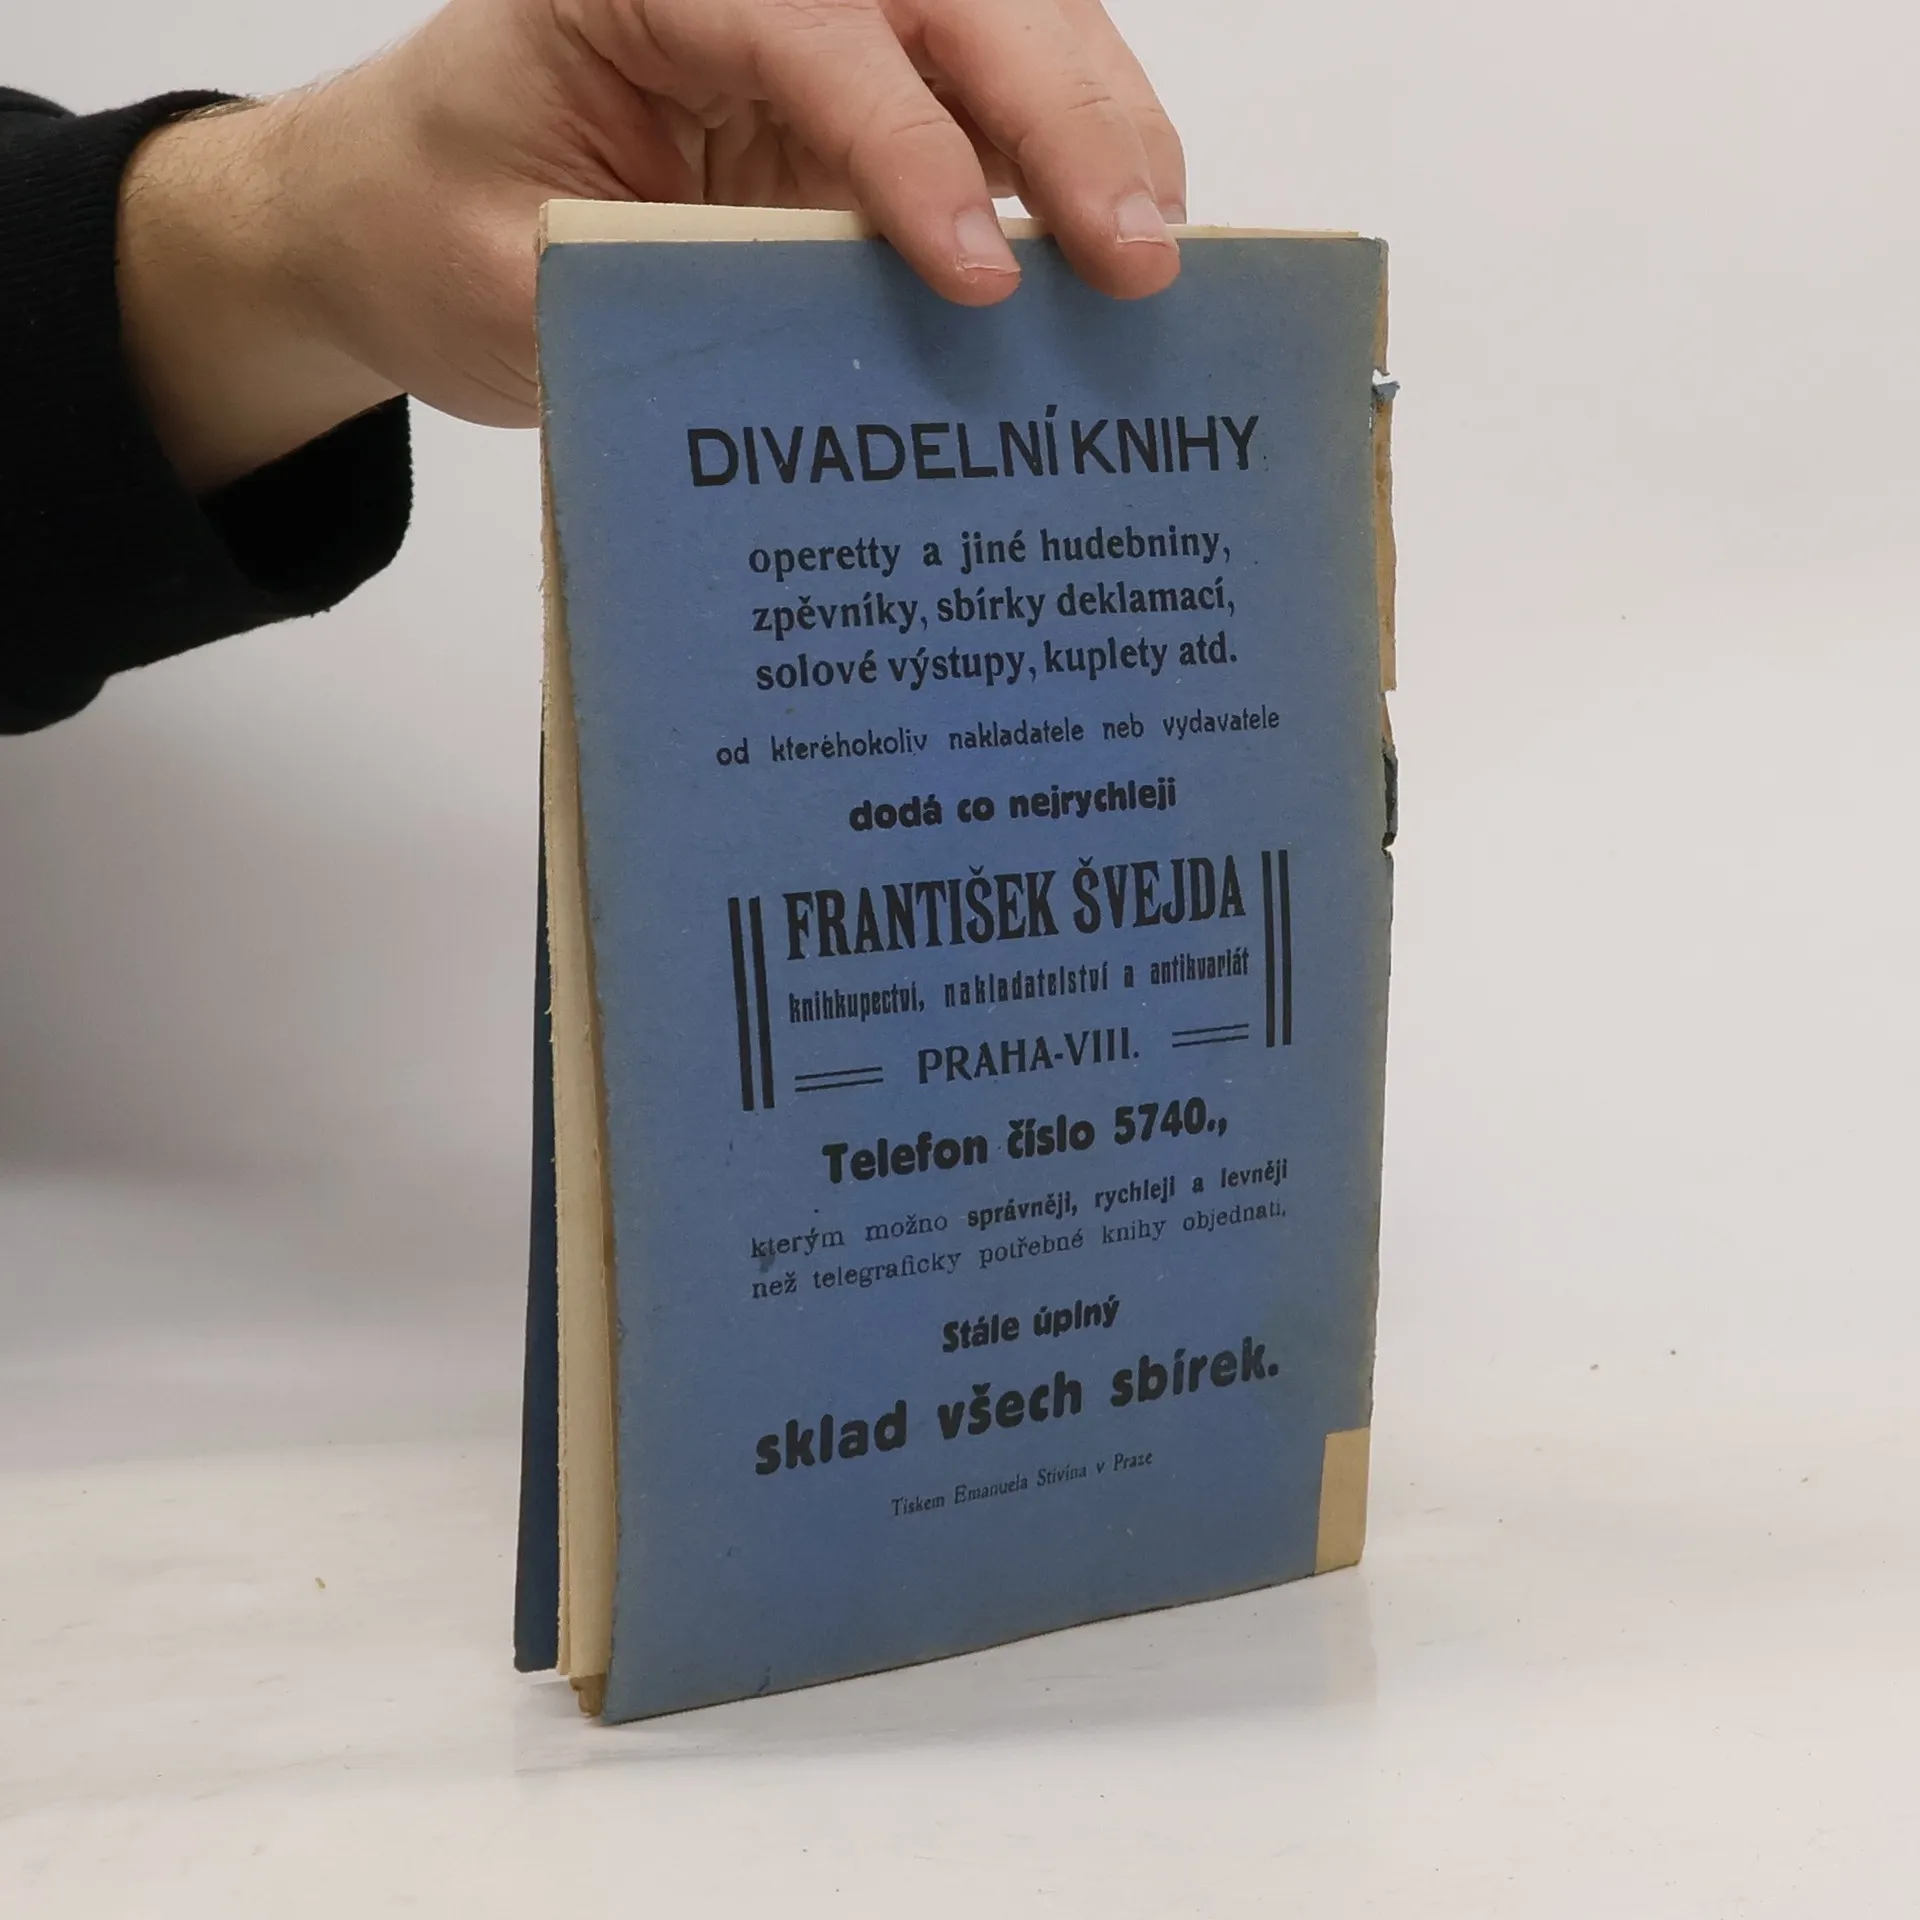 DIVADELNÍ KNIHY
operetty a jiné hudebniny,
zpěvníky, sbírky deklamací,
solové výstupy, kuplety atd.
od kteréhokoliv nakladatele neb vydavatele
dodá co nejrychleji
FRANTIŠEK ŠVEJDA
knihkupectví, nakladatelství a antikvariát
PRAHA-VIII.
Telefon číslo 5740.,
kterým možno správněji, rychleji a levněji
než telegraficky potřebné knihy objednati.
Stále úplný
sklad všech sbírek.
Tiskem Emanuela Stivína v Praze